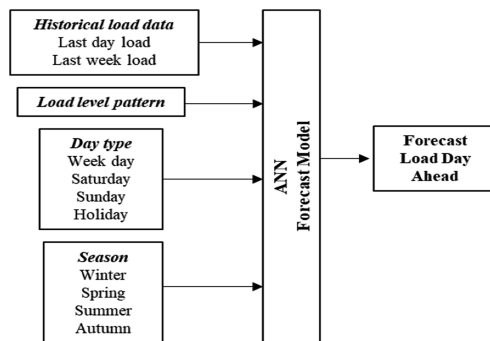 Historical load data
Last day load
Last week load
Load level pattern
Day type
Week day
Saturday
Sunday
Holiday
Season
Winter
Spring
Summer
Autumn
ANN
Forecast Model
Forecast
Load Day
Ahead